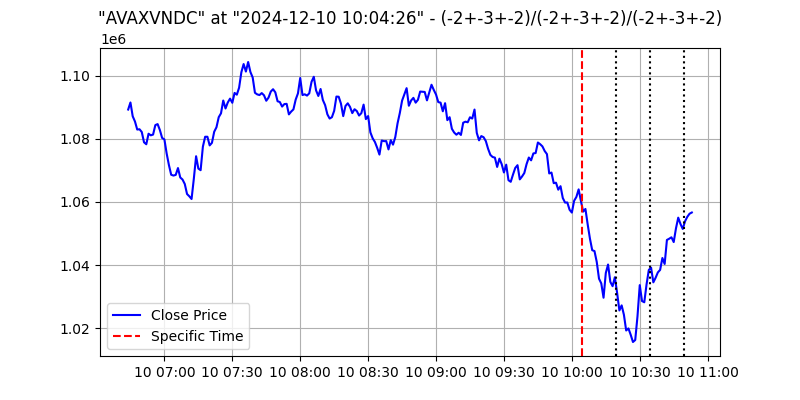 "AVAXVNDC" at "2024-12-10 10:04:26" - (-2+-3+-2)/(-2+-3+-2)/(-2+-3+-2)
1e6
1.10
1.08
1.06
1.04
1.02
Close Price
Specific Time
10 07:00 10 07:30 10 08:00 10 08:30 10 09:00 10 09:30 10 10:00 10 10:30 10 11:00